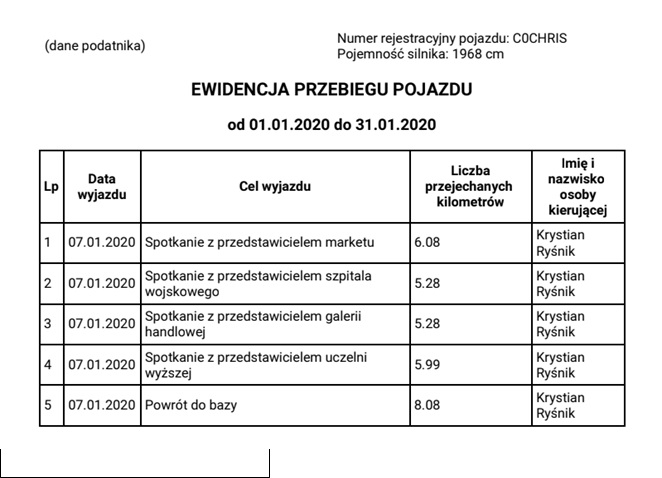 (dane podatnika)
Numer rejestracyjny pojazdu: C0CHRIS
Pojemność silnika: 1968 cm
EWIDENCJA PRZEBIEGU POJAZDU
od 01.01.2020 do 31.01.2020
Lp
Data
wyjazdu
Cel wyjazdu
Liczba
przejechanych
kilometrów
Imię i
nazwisko
osoby
kierującej
1
07.01.2020
Spotkanie z przedstawicielem marketu
6.08
Krystian
Ryśnik
2
07.01.2020
Spotkanie z przedstawicielem szpitala
wojskowego
5.28
Krystian
Ryśnik
3
07.01.2020
Spotkanie z przedstawicielem galerii
handlowej
5.28
Krystian
Ryśnik
4
07.01.2020
Spotkanie z przedstawicielem uczelni
wyższej
5.99
Krystian
Ryśnik
5
07.01.2020
Powrót do bazy
8.08
Krystian
Ryśnik